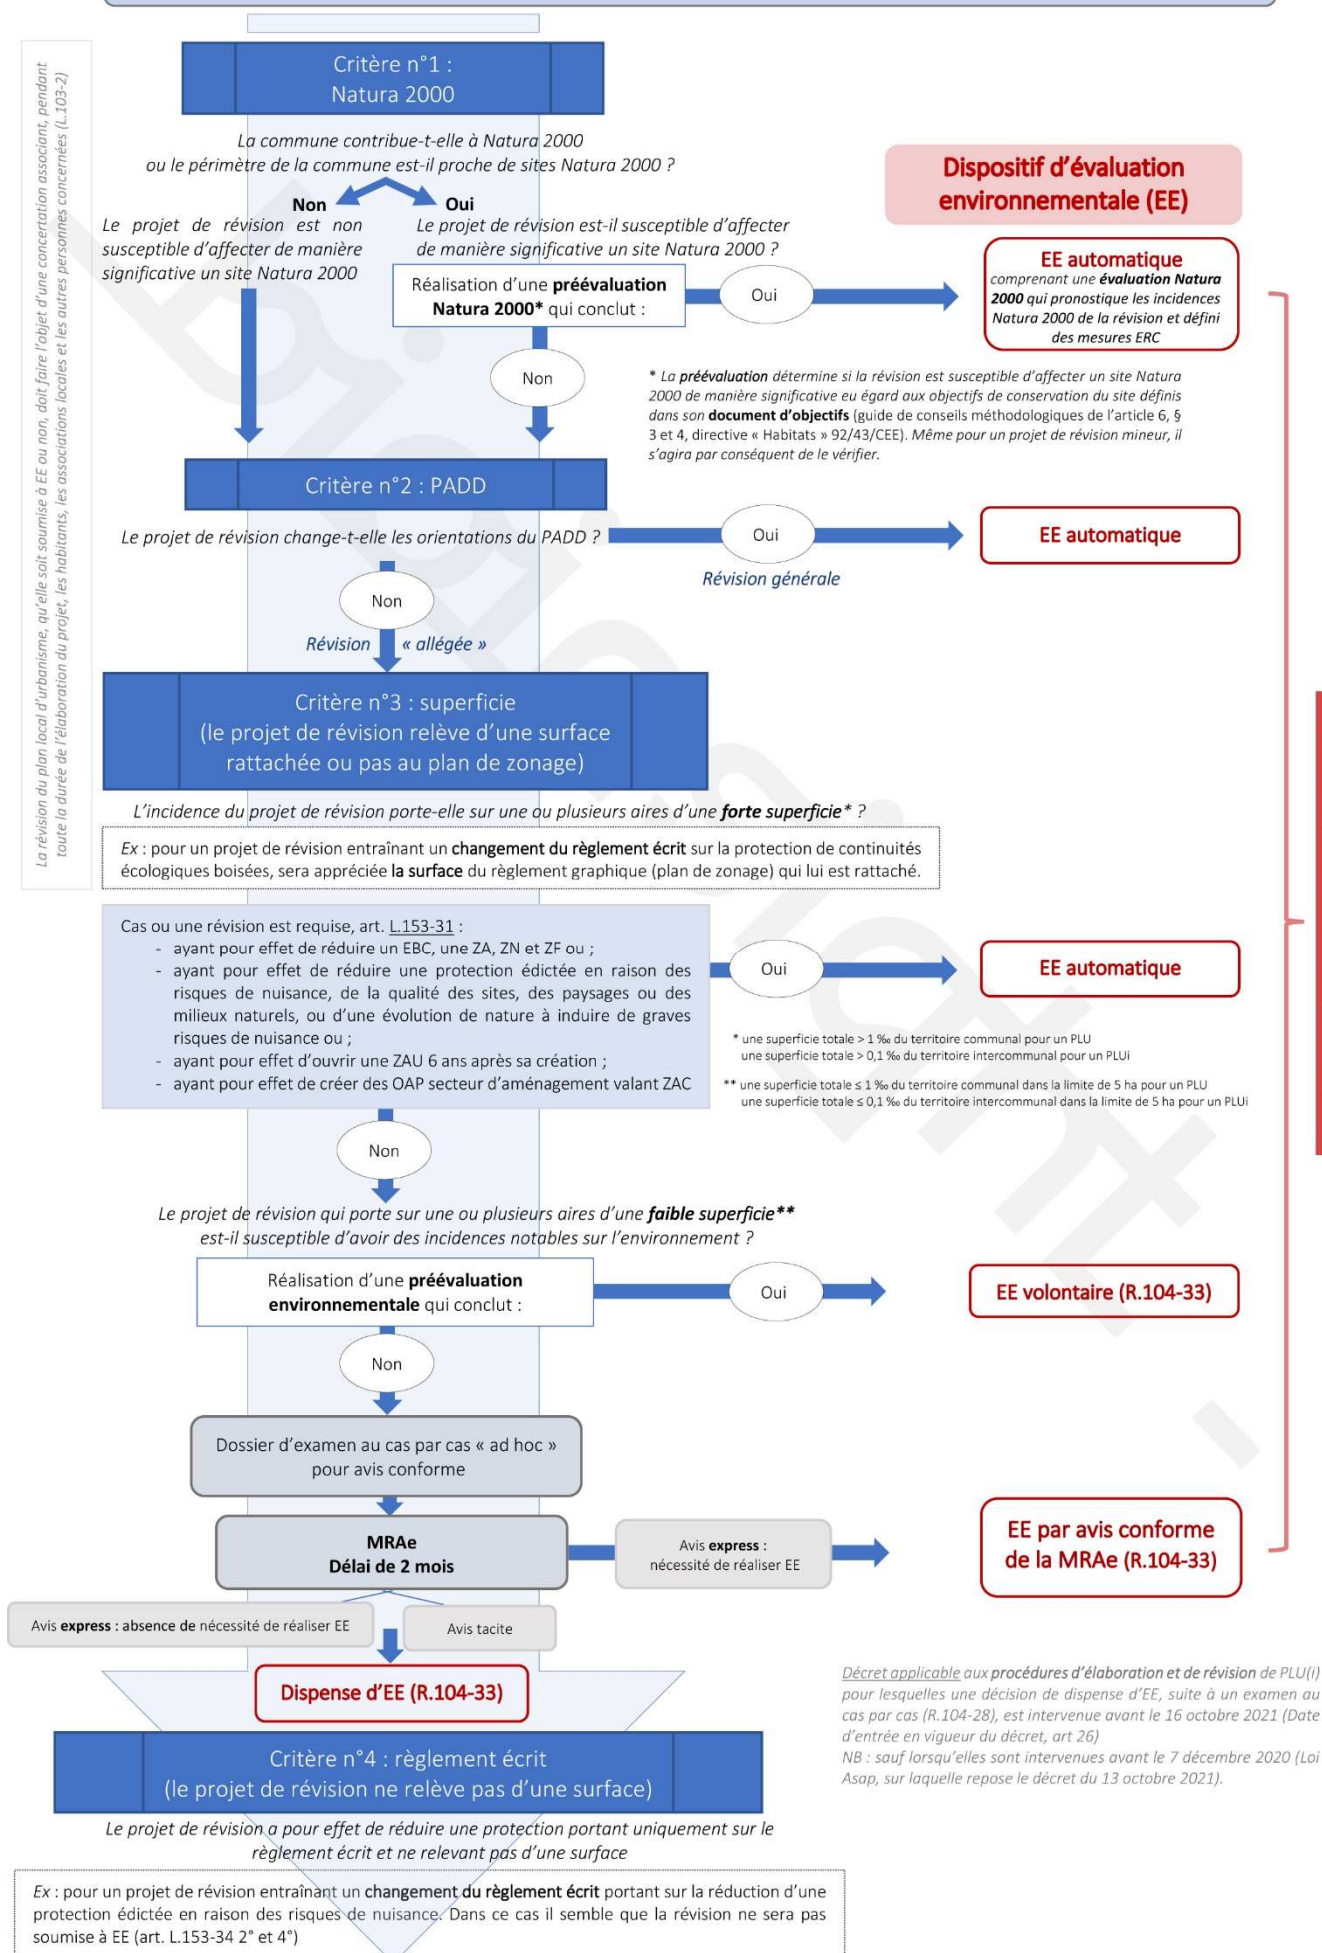 La révision du plan local d'urbanisme, qu'elle soit soumise à EE ou non, doit faire l'objet d'une concertation associant, pendant
toute la durée de l'élaboration du projet, les habitants, les associations locales et les autres personnes concernées (L.103-2)
Critère n°1 :
Natura 2000
La commune contribue-t-elle à Natura 2000
ou le périmètre de la commune est-il proche de sites Natura 2000 ?
Non
Oui
Le projet de révision est non
susceptible d'affecter de manière
significative un site Natura 2000
Le projet de révision est-il susceptible d'affecter
de manière significative un site Natura 2000 ?
Réalisation d'une préévaluation
Natura 2000* qui conclut :
Oui
Non
Dispositif d'évaluation
environnementale (EE)
EE automatique
comprenant une évaluation Natura
2000 qui pronostique les incidences
Natura 2000 de la révision et défini
des mesures ERC
* La préévaluation détermine si la révision est susceptible d'affecter un site Natura
2000 de manière significative eu égard aux objectifs de conservation du site définis
dans son document d'objectifs (guide de conseils méthodologiques de l'article 6, §
3 et 4, directive « Habitats » 92/43/CEE). Même pour un projet de révision mineur, il
s'agira par conséquent de le vérifier.
Critère n°2 : PADD
Le projet de révision change-t-elle les orientations du PADD ?
Oui
Révision générale
EE automatique
Non
Révision « allégée »
Critère n°3 : superficie
(le projet de révision relève d'une surface
rattachée ou pas au plan de zonage)
L'incidence du projet de révision porte-elle sur une ou plusieurs aires d'une forte superficie* ?
Ex : pour un projet de révision entraînant un changement du règlement écrit sur la protection de continuités
écologiques boisées, sera appréciée la surface du règlement graphique (plan de zonage) qui lui est rattaché.
Cas ou une révision est requise, art. L.153-31 :
- ayant pour effet de réduire un EBC, une ZA, ZN et ZF ou ;
- ayant pour effet de réduire une protection édictée en raison des
risques de nuisance, de la qualité des sites, des paysages ou des
milieux naturels, ou d'une évolution de nature à induire de graves
risques de nuisance ou ;
- ayant pour effet d'ouvrir une ZAU 6 ans après sa création ;
- ayant pour effet de créer des OAP secteur d'aménagement valant ZAC
Oui
EE automatique
* une superficie totale > 1 ‰ du territoire communal pour un PLU
une superficie totale > 0,1 ‰ du territoire intercommunal pour un PLUi
** une superficie totale ≤ 1 ‰ du territoire communal dans la limite de 5 ha pour un PLU
une superficie totale ≤ 0,1 ‰ du territoire intercommunal dans la limite de 5 ha pour un PLUi
Non
Le projet de révision qui porte sur une ou plusieurs aires d'une faible superficie**
est-il susceptible d'avoir des incidences notables sur l'environnement ?
Réalisation d'une préévaluation
environnementale qui conclut :
Oui
EE volontaire (R.104-33)
Non
Dossier d'examen au cas par cas « ad hoc »
pour avis conforme
MRAe
Délai de 2 mois
Avis express :
nécessité de réaliser EE
EE par avis conforme
de la MRAe (R.104-33)
Avis express : absence de nécessité de réaliser EE
Avis tacite
Dispense d'EE (R.104-33)
Décret applicable aux procédures d'élaboration et de révision de PLU(i)
pour lesquelles une décision de dispense d'EE, suite à un examen au
cas par cas (R.104-28), est intervenue avant le 16 octobre 2021 (Date
d'entrée en vigueur du décret, art 26)
NB : sauf lorsqu'elles sont intervenues avant le 7 décembre 2020 (Loi
Asap, sur laquelle repose le décret du 13 octobre 2021).
Critère n°4 : règlement écrit
(le projet de révision ne relève pas d'une surface)
Le projet de révision a pour effet de réduire une protection portant uniquement sur le
règlement écrit et ne relevant pas d'une surface
Ex : pour un projet de révision entraînant un changement du règlement écrit portant sur la réduction d'une
protection édictée en raison des risques de nuisance. Dans ce cas il semble que la révision ne sera pas
soumise à EE (art. L.153-34 2° et 4°)